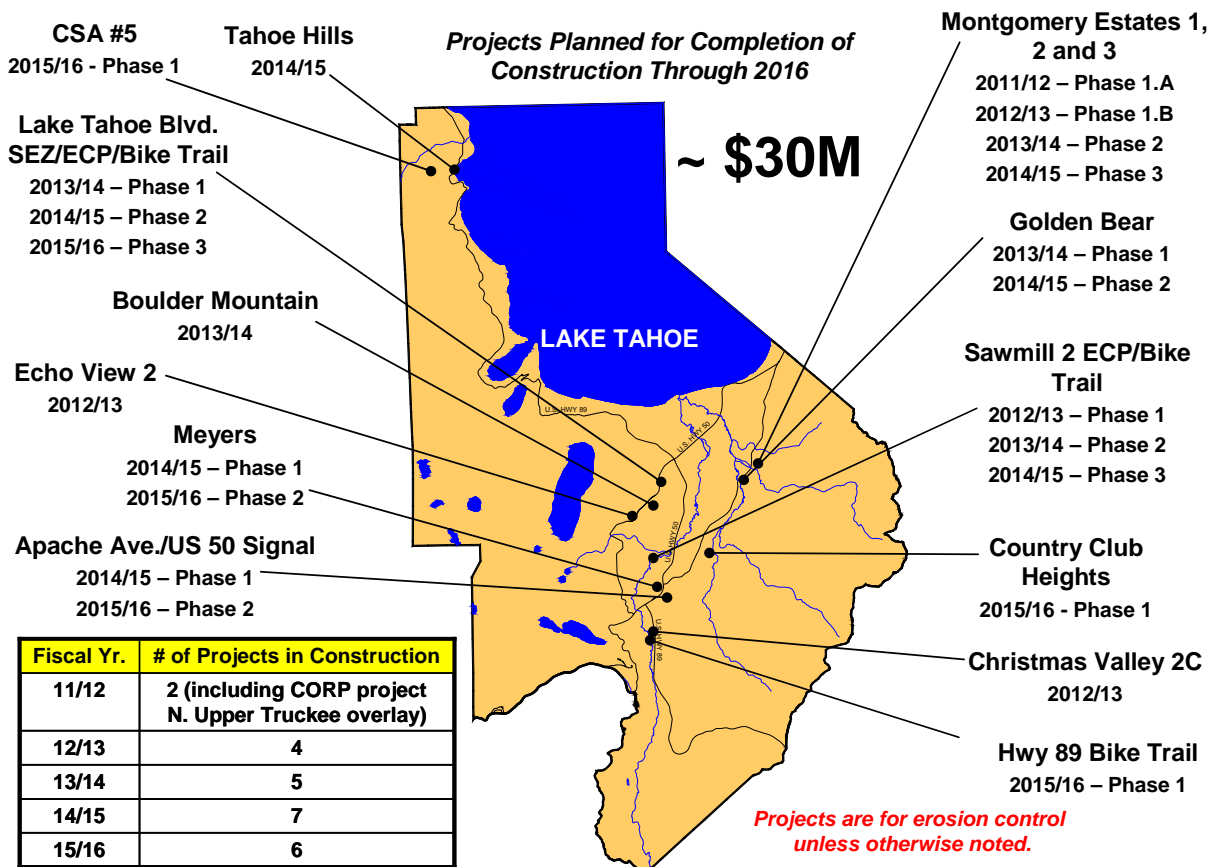 CSA #5
2015/16 - Phase 1
Tahoe Hills
2014/15
Projects Planned for Completion of
Construction Through 2016
~ $30M
Montgomery Estates 1,
2 and 3
2011/12 – Phase 1.A
2012/13 – Phase 1.B
2013/14 – Phase 2
2014/15 – Phase 3
Lake Tahoe Blvd.
SEZ/ECP/Bike Trail
2013/14 – Phase 1
2014/15 – Phase 2
2015/16 – Phase 3
Golden Bear
2013/14 – Phase 1
2014/15 – Phase 2
Boulder Mountain
2013/14
LAKE TAHOE
Echo View 2
2012/13
Sawmill 2 ECP/Bike
Trail
2012/13 – Phase 1
2013/14 – Phase 2
2014/15 – Phase 3
U.S. HWY 89
U.S. HWY 50
U.S. HWY 50
U.S. HWY 89
Meyers
2014/15 – Phase 1
2015/16 – Phase 2
Apache Ave./US 50 Signal
2014/15 – Phase 1
2015/16 – Phase 2
Country Club
Heights
2015/16 - Phase 1
Christmas Valley 2C
2012/13
Hwy 89 Bike Trail
2015/16 – Phase 1
Fiscal Yr. # of Projects in Construction
11/12 2 (including CORP project
N. Upper Truckee overlay)
12/13 4
13/14 5
14/15 7
15/16 6
Projects are for erosion control
unless otherwise noted.